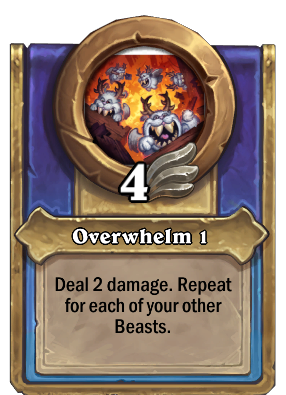 4
Overwhelm 1
Deal 2 damage. Repeat
for each of your other
Beasts.